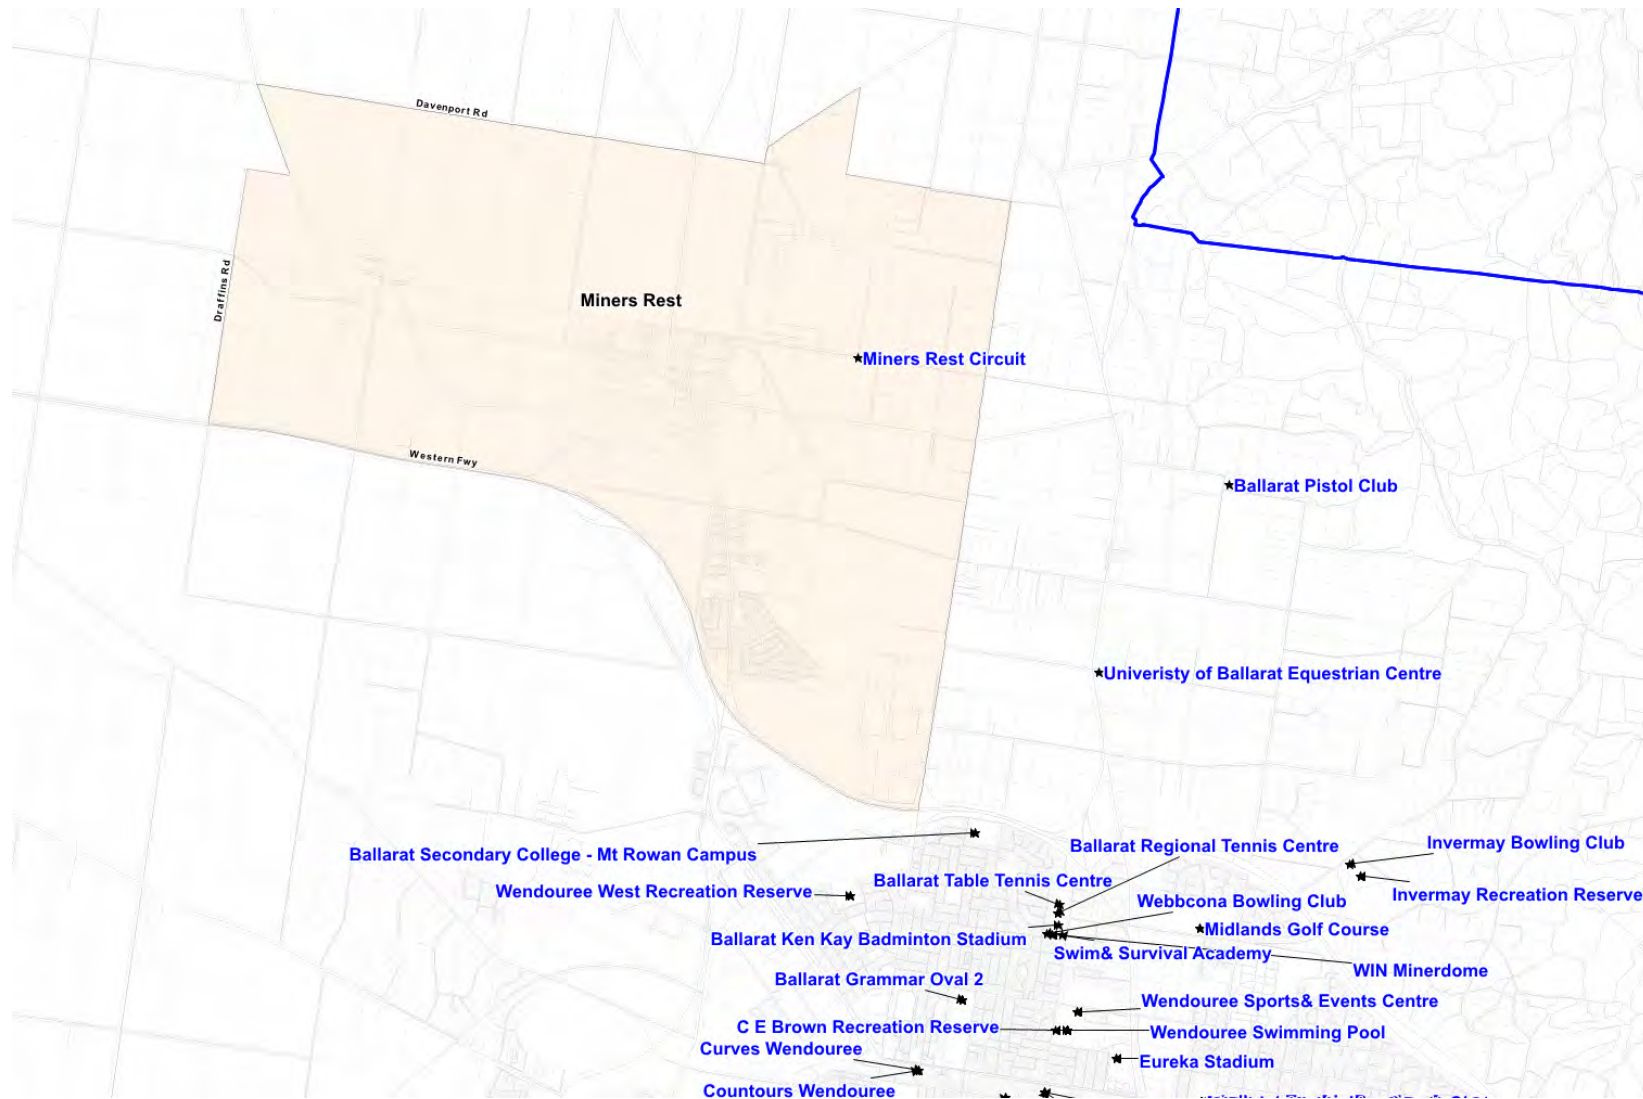 Davenport Rd
Draffins Rd
Miners Rest
Miners Rest Circuit
Western Fwy
Ballarat Pistol Club
Univeristy of Ballarat Equestrian Centre
Ballarat Secondary College - Mt Rowan Campus
Ballarat Regional Tennis Centre
Invermay Bowling Club
Wendouree West Recreation Reserve
Ballarat Table Tennis Centre
Invermay Recreation Reserve
Webbcona Bowling Club
Midlands Golf Course
Ballarat Ken Kay Badminton Stadium
Swim& Survival Academy
WIN Minerdome
Ballarat Grammar Oval 2
Wendouree Sports& Events Centre
C E Brown Recreation Reserve
Wendouree Swimming Pool
Curves Wendouree
Eureka Stadium
Countours Wendouree